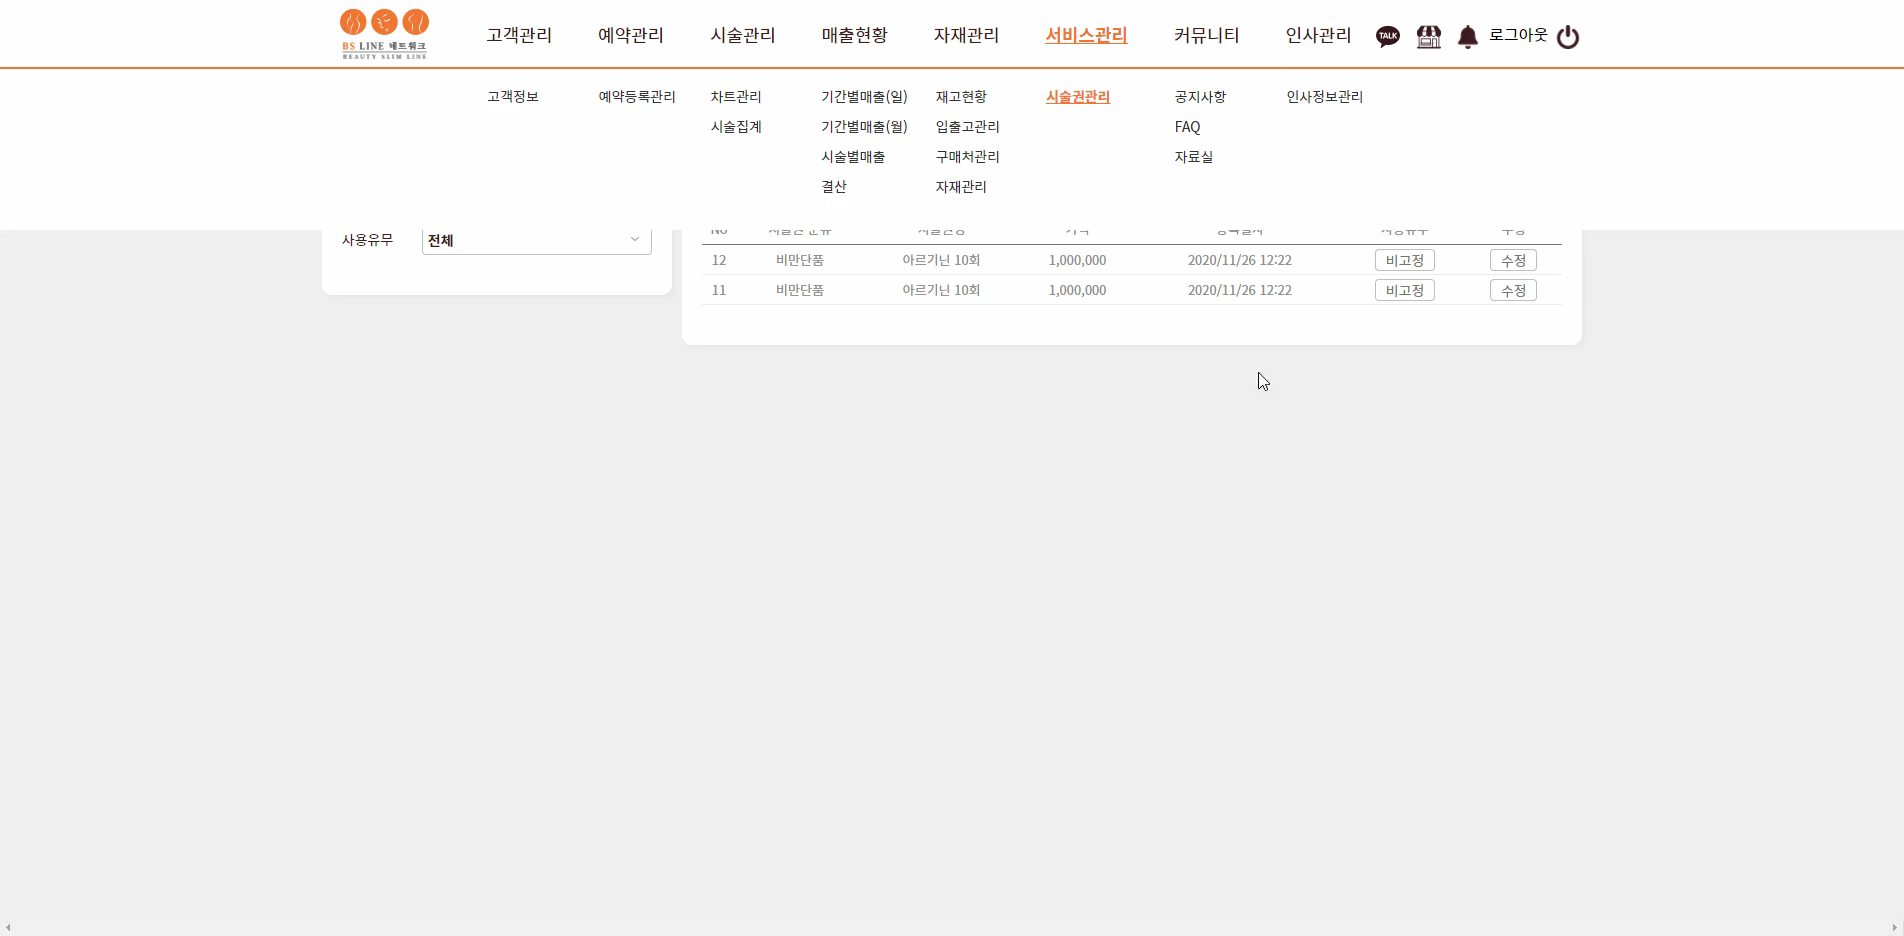 BS LINE 네트워크
BEAUTY SLIM LINE
고객관리 예약관리 시술관리 매출현황 자재관리 서비스관리 커뮤니티 인사관리 TALK 로그아웃
고객정보 예약등록관리 차트관리 기간별매출(일) 재고현황 시술권관리 공지사항 인사정보관리
시술집계 기간별매출(월) 입출고관리 FAQ
시술별매출 구매처관리 자료실
결산 자재관리
사용유무 전체
12 비만단품 아르기닌 10회 1,000,000 2020/11/26 12:22 비고정 수정
11 비만단품 아르기닌 10회 1,000,000 2020/11/26 12:22 비고정 수정